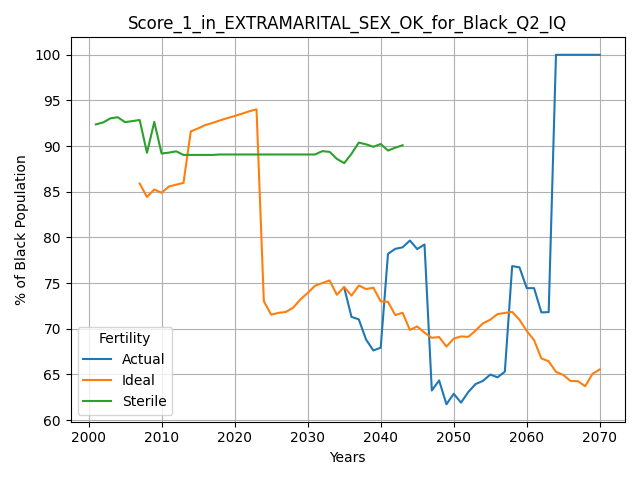 Score_1_in_EXTRAMARITAL_SEX_OK_for_Black_Q2_IQ
% of Black Population
100
95
90
85
80
75
70
65
60
Fertility
Actual
Ideal
Sterile
2000 2010 2020 2030 2040 2050 2060 2070
Years